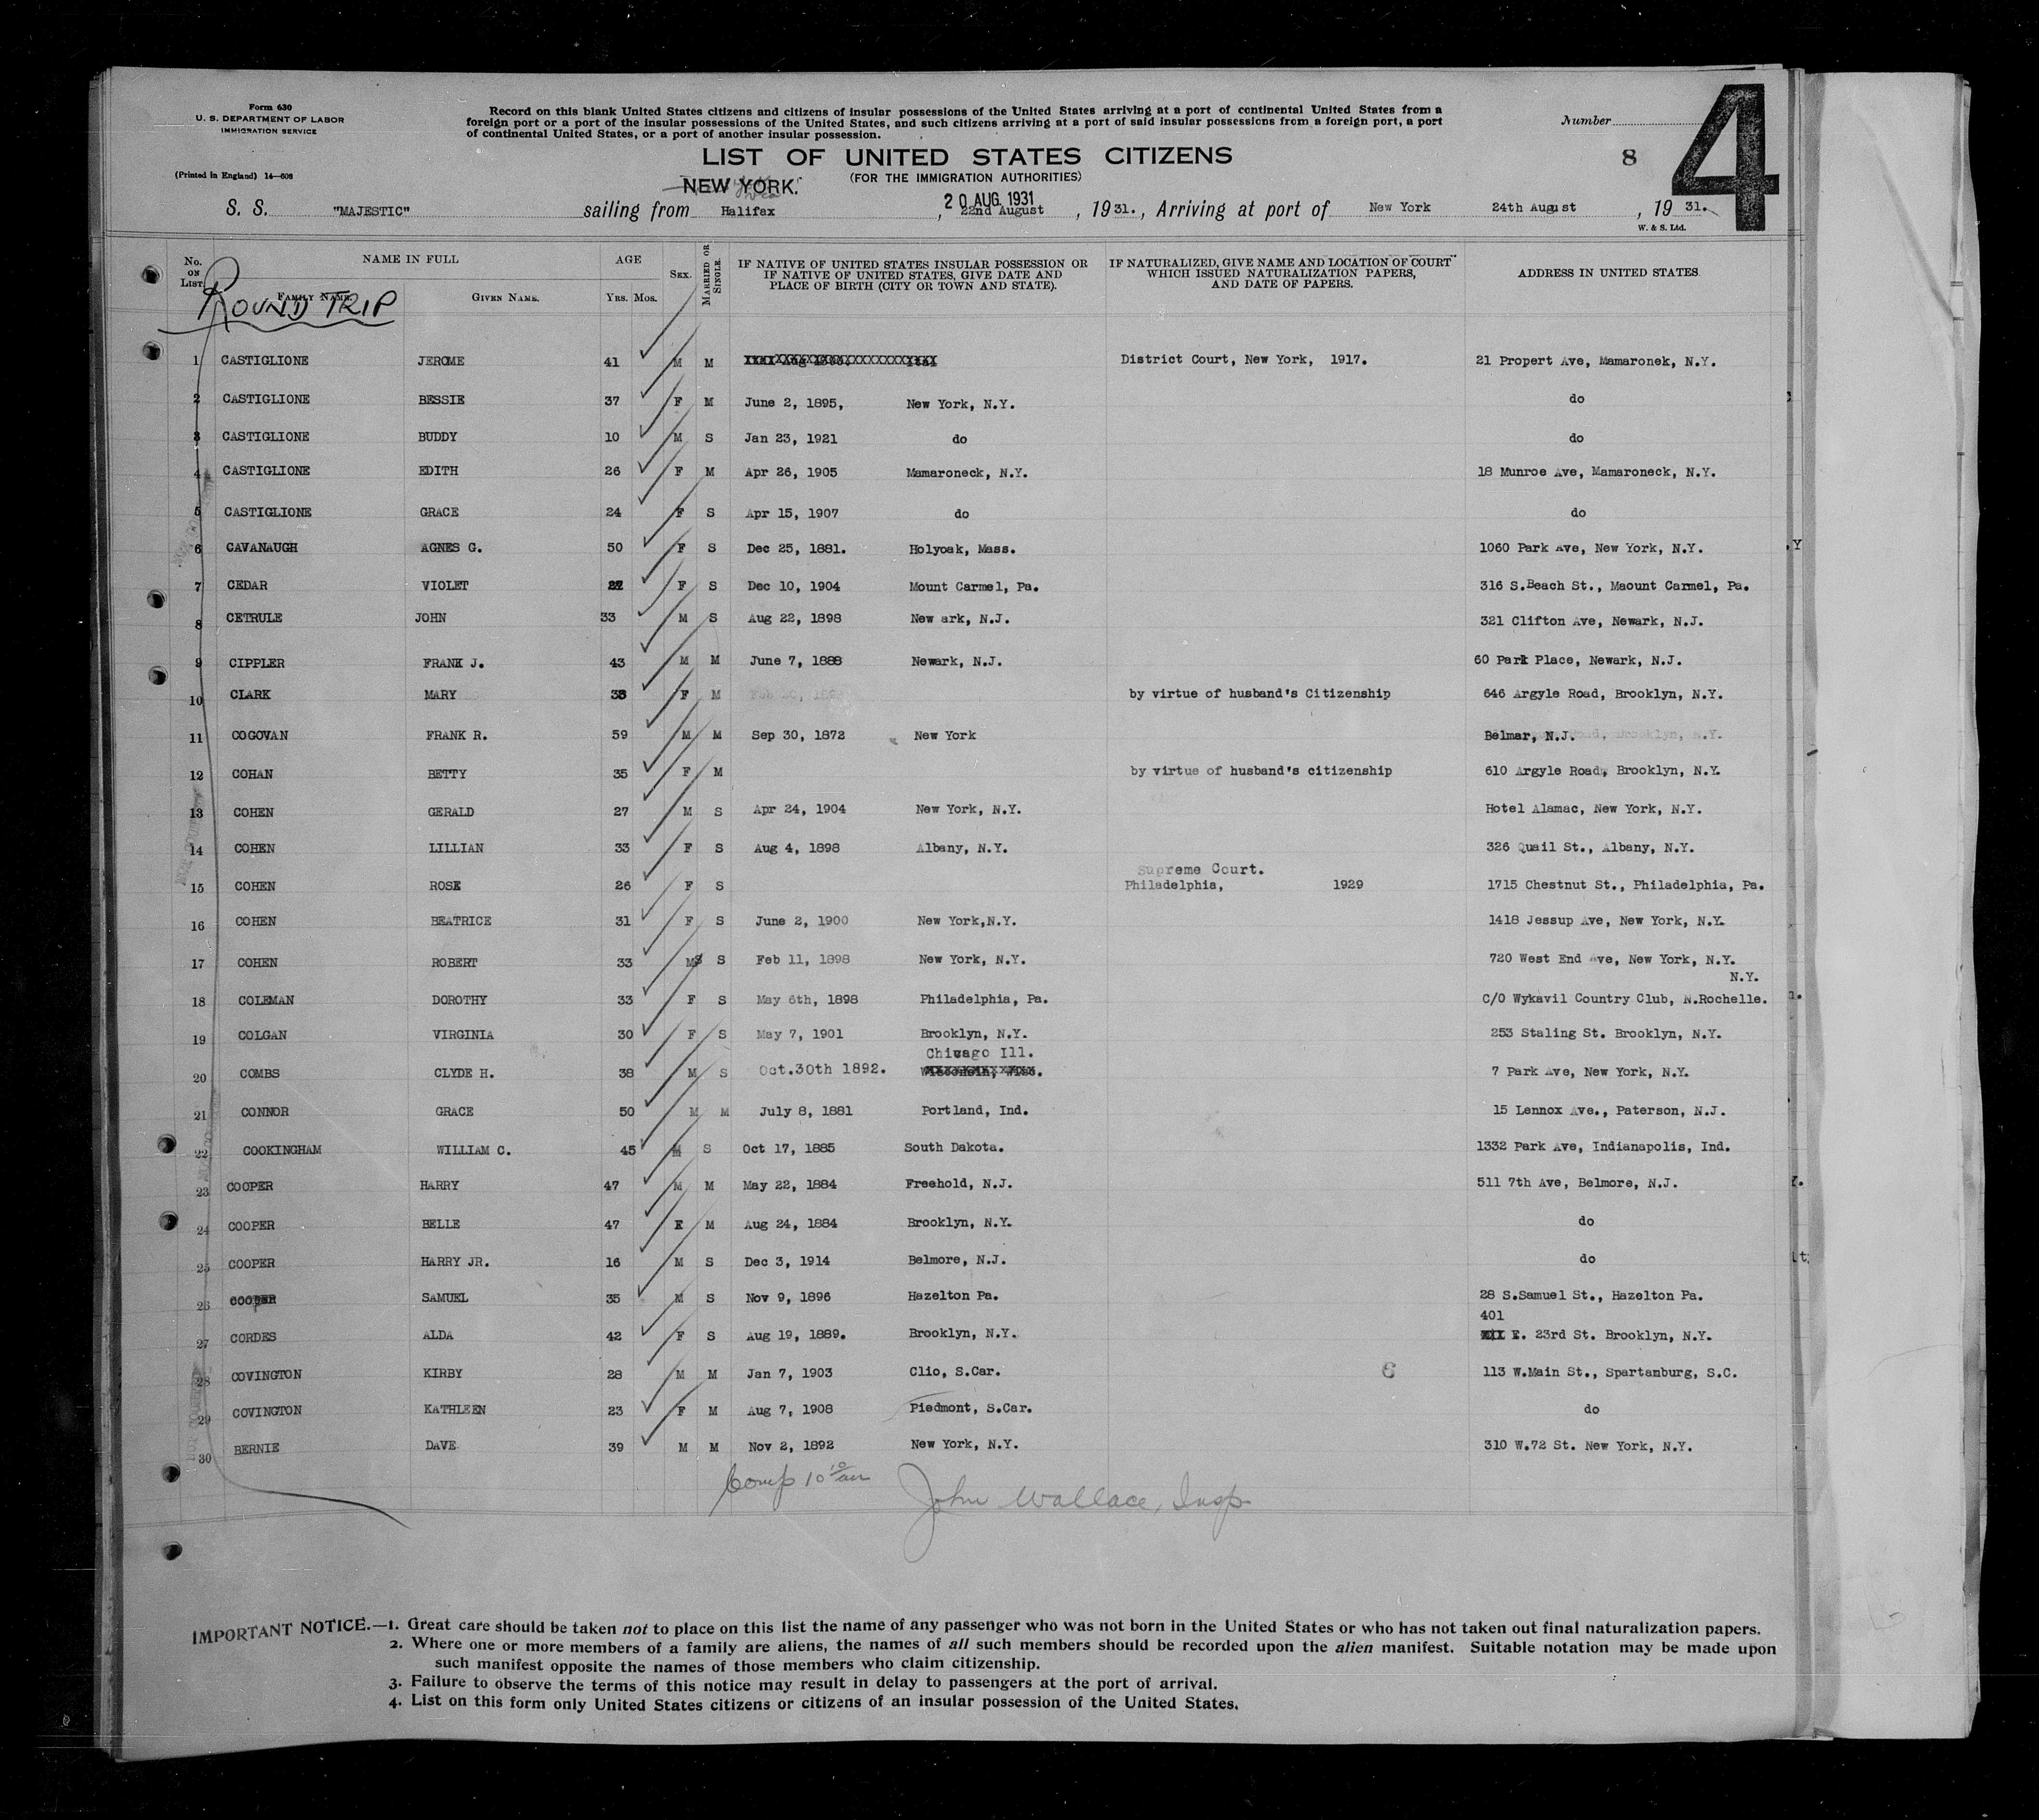 Form 630
U. S. DEPARTMENT OF LABOR
IMMIGRATION SERVICE
(Printed in England) 14—608
Record on this blank United States citizens and citizens of insular possessions of the United States arriving at a port of continental United States from a
foreign port or a port of the insular possessions of the United States, and such citizens arriving at a port of said insular possessions from a foreign port, a port
of continental United States, or a port of another insular possession.
Number
4
8
LIST OF UNITED STATES CITIZENS
(FOR THE IMMIGRATION AUTHORITIES)
NEW YORK.
20 AUG 1931
S. S. "MAJESTIC" sailing from Halifax, 22nd August, 1931., Arriving at port of New York 24th August, 1931.
W. & S. Ltd.
No. on List. NAME IN FULL AGE Sex. Married or Single. IF NATIVE OF UNITED STATES INSULAR POSSESSION OR IF NATIVE OF UNITED STATES, GIVE DATE AND PLACE OF BIRTH (CITY OR TOWN AND STATE). IF NATURALIZED, GIVE NAME AND LOCATION OF COURT WHICH ISSUED NATURALIZATION PAPERS, AND DATE OF PAPERS. ADDRESS IN UNITED STATES
Family Name. Given Name. Yrs. Mos.
ROUND TRIP
1 CASTIGLIONE JEROME 41 M M District Court, New York, 1917. 21 Propert Ave, Mamaronek, N.Y.
2 CASTIGLIONE BESSIE 37 F M June 2, 1895, New York, N.Y. do
3 CASTIGLIONE BUDDY 10 M S Jan 23, 1921 do do
4 CASTIGLIONE EDITH 26 F M Apr 26, 1905 Mamaroneck, N.Y. 18 Munroe Ave, Mamaroneck, N.Y.
5 CASTIGLIONE GRACE 24 F S Apr 15, 1907 do do
6 CAVANAUGH AGNES G. 50 F S Dec 25, 1881. Holyoak, Mass. 1060 Park Ave, New York, N.Y.
7 CEDAR VIOLET F S Dec 10, 1904 Mount Carmel, Pa. 316 S.Beach St., Maount Carmel, Pa.
8 CETRULE JOHN 33 M S Aug 22, 1898 New ark, N.J. 321 Clifton Ave, Newark, N.J.
9 CIPPLER FRANK J. 43 M M June 7, 1888 Newark, N.J. 60 Park Place, Newark, N.J.
10 CLARK MARY 38 F M by virtue of husband's Citizenship 646 Argyle Road, Brooklyn, N.Y.
11 COGOVAN FRANK R. 59 M M Sep 30, 1872 New York Belmar, N.J.
12 COHAN BETTY 35 F M by virtue of husband's citizenship 610 Argyle Road, Brooklyn, N.Y.
13 COHEN GERALD 27 M S Apr 24, 1904 New York, N.Y. Hotel Alamac, New York, N.Y.
14 COHEN LILLIAN 33 F S Aug 4, 1898 Albany, N.Y. 326 Quail St., Albany, N.Y.
Supreme Court.
15 COHEN ROSE 26 F S Philadelphia, 1929 1715 Chestnut St., Philadelphia, Pa.
16 COHEN BEATRICE 31 F S June 2, 1900 New York,N.Y. 1418 Jessup Ave, New York, N.Y.
17 COHEN ROBERT 33 M S Feb 11, 1898 New York, N.Y. 720 West End Ave, New York, N.Y.
N.Y.
18 COLEMAN DOROTHY 33 F S May 6th, 1898 Philadelphia, Pa. C/O Wykavil Country Club, N.Rochelle.
19 COLGAN VIRGINIA 30 F S May 7, 1901 Brooklyn, N.Y. 253 Staling St. Brooklyn, N.Y.
Chicago Ill.
20 COMBS CLYDE H. 38 M S Oct.30th 1892. 7 Park Ave, New York, N.Y.
21 CONNOR GRACE 50 M M July 8, 1881 Portland, Ind. 15 Lennox Ave., Paterson, N.J.
22 COOKINGHAM WILLIAM C. 45 M S Oct 17, 1885 South Dakota. 1332 Park Ave, Indianapolis, Ind.
23 COOPER HARRY 47 M M May 22, 1884 Freehold, N.J. 511 7th Ave, Belmore, N.J.
24 COOPER BELLE 47 F M Aug 24, 1884 Brooklyn, N.Y. do
25 COOPER HARRY JR. 16 M S Dec 3, 1914 Belmore, N.J. do
26 COOPER SAMUEL 35 M S Nov 9, 1896 Hazelton Pa. 28 S.Samuel St., Hazelton Pa.
401
27 CORDES ALDA 42 F S Aug 19, 1889. Brooklyn, N.Y. E. 23rd St. Brooklyn, N.Y.
28 COVINGTON KIRBY 28 M M Jan 7, 1903 Clio, S.Car. 6 113 W.Main St., Spartanburg, S.C.
29 COVINGTON KATHLEEN 23 F M Aug 7, 1908 Piedmont, S.Car. do
30 BERNIE DAVE 39 M M Nov 2, 1892 New York, N.Y. 310 W.72 St. New York, N.Y.
Comp 10 10/am John Wallace, Insp
IMPORTANT NOTICE.—1. Great care should be taken not to place on this list the name of any passenger who was not born in the United States or who has not taken out final naturalization papers.
2. Where one or more members of a family are aliens, the names of all such members should be recorded upon the alien manifest. Suitable notation may be made upon
such manifest opposite the names of those members who claim citizenship.
3. Failure to observe the terms of this notice may result in delay to passengers at the port of arrival.
4. List on this form only United States citizens or citizens of an insular possession of the United States.